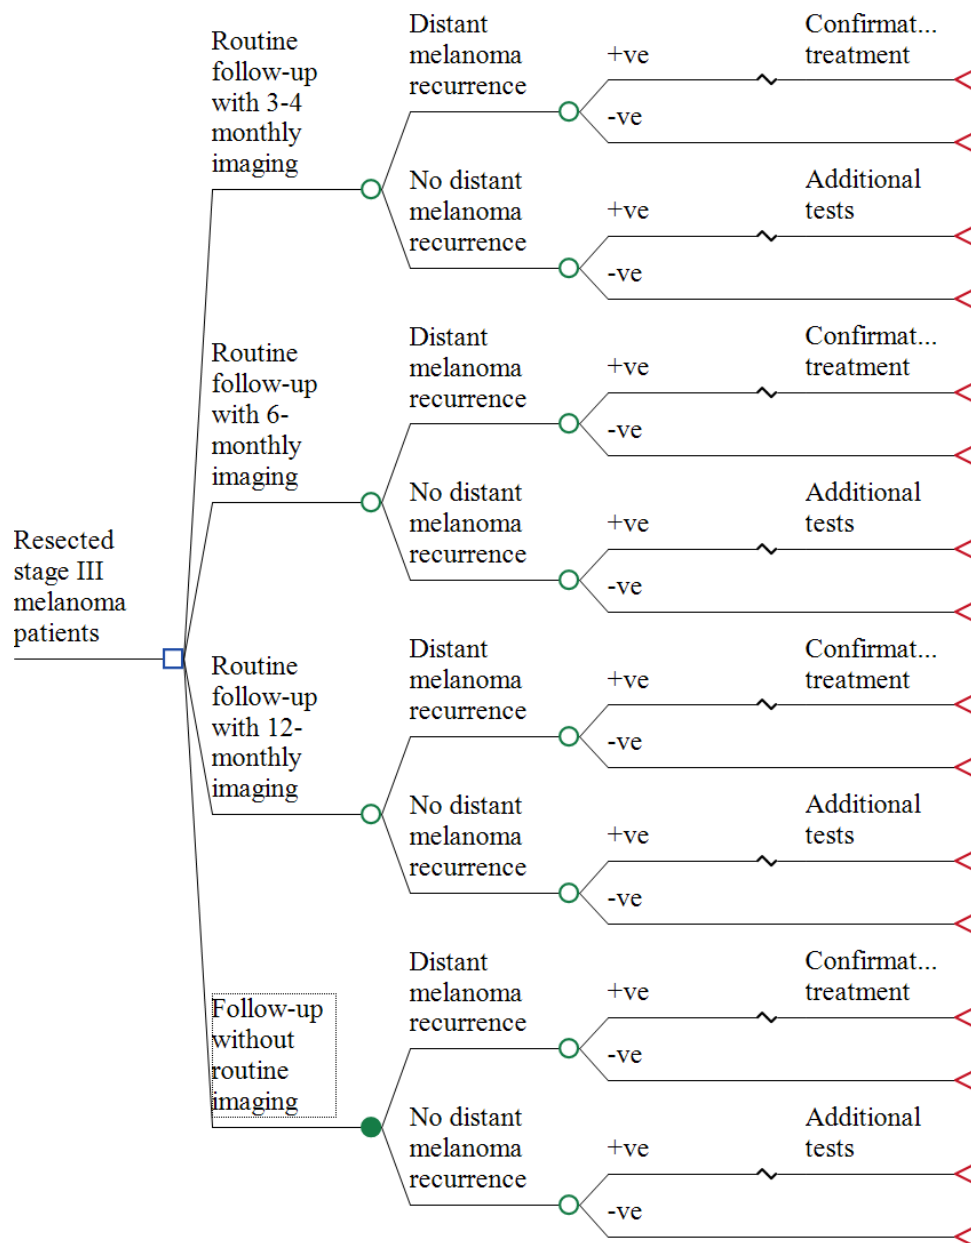 Resected
stage III
melanoma
patients
Routine
follow-up
with 3-4
monthly
imaging
Distant
melanoma
recurrence
+ve
Confirmat...
treatment
-ve
No distant
melanoma
recurrence
+ve
Additional
tests
-ve
Routine
follow-up
with 6-
monthly
imaging
Distant
melanoma
recurrence
+ve
Confirmat...
treatment
-ve
No distant
melanoma
recurrence
+ve
Additional
tests
-ve
Routine
follow-up
with 12-
monthly
imaging
Distant
melanoma
recurrence
+ve
Confirmat...
treatment
-ve
No distant
melanoma
recurrence
+ve
Additional
tests
-ve
Follow-up
without
routine
imaging
Distant
melanoma
recurrence
+ve
Confirmat...
treatment
-ve
No distant
melanoma
recurrence
+ve
Additional
tests
-ve